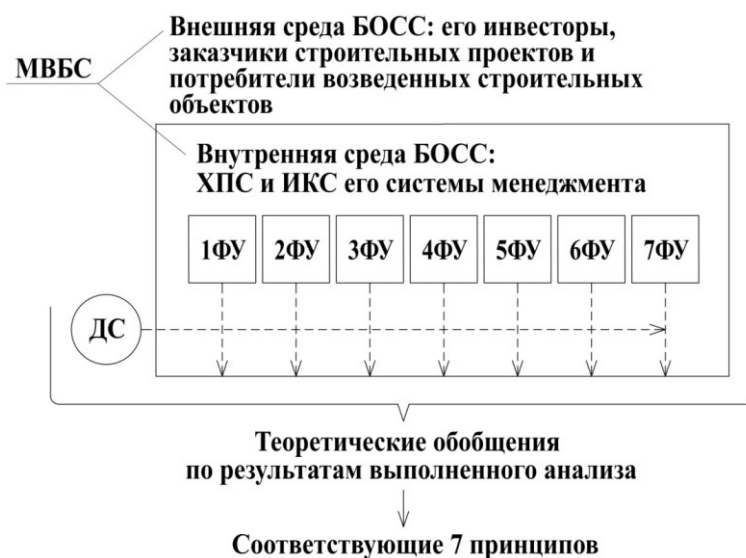 Внешняя среда БОСС: его инвесторы,
заказчики строительных проектов и
потребители возведенных строительных
объектов
МВБС
Внутренняя среда БОСС:
ХПС и ИКС его системы менеджмента
1ФУ 2ФУ 3ФУ 4ФУ 5ФУ 6ФУ 7ФУ
ДС
Теоретические обобщения
по результатам выполненного анализа
Соответствующие 7 принципов